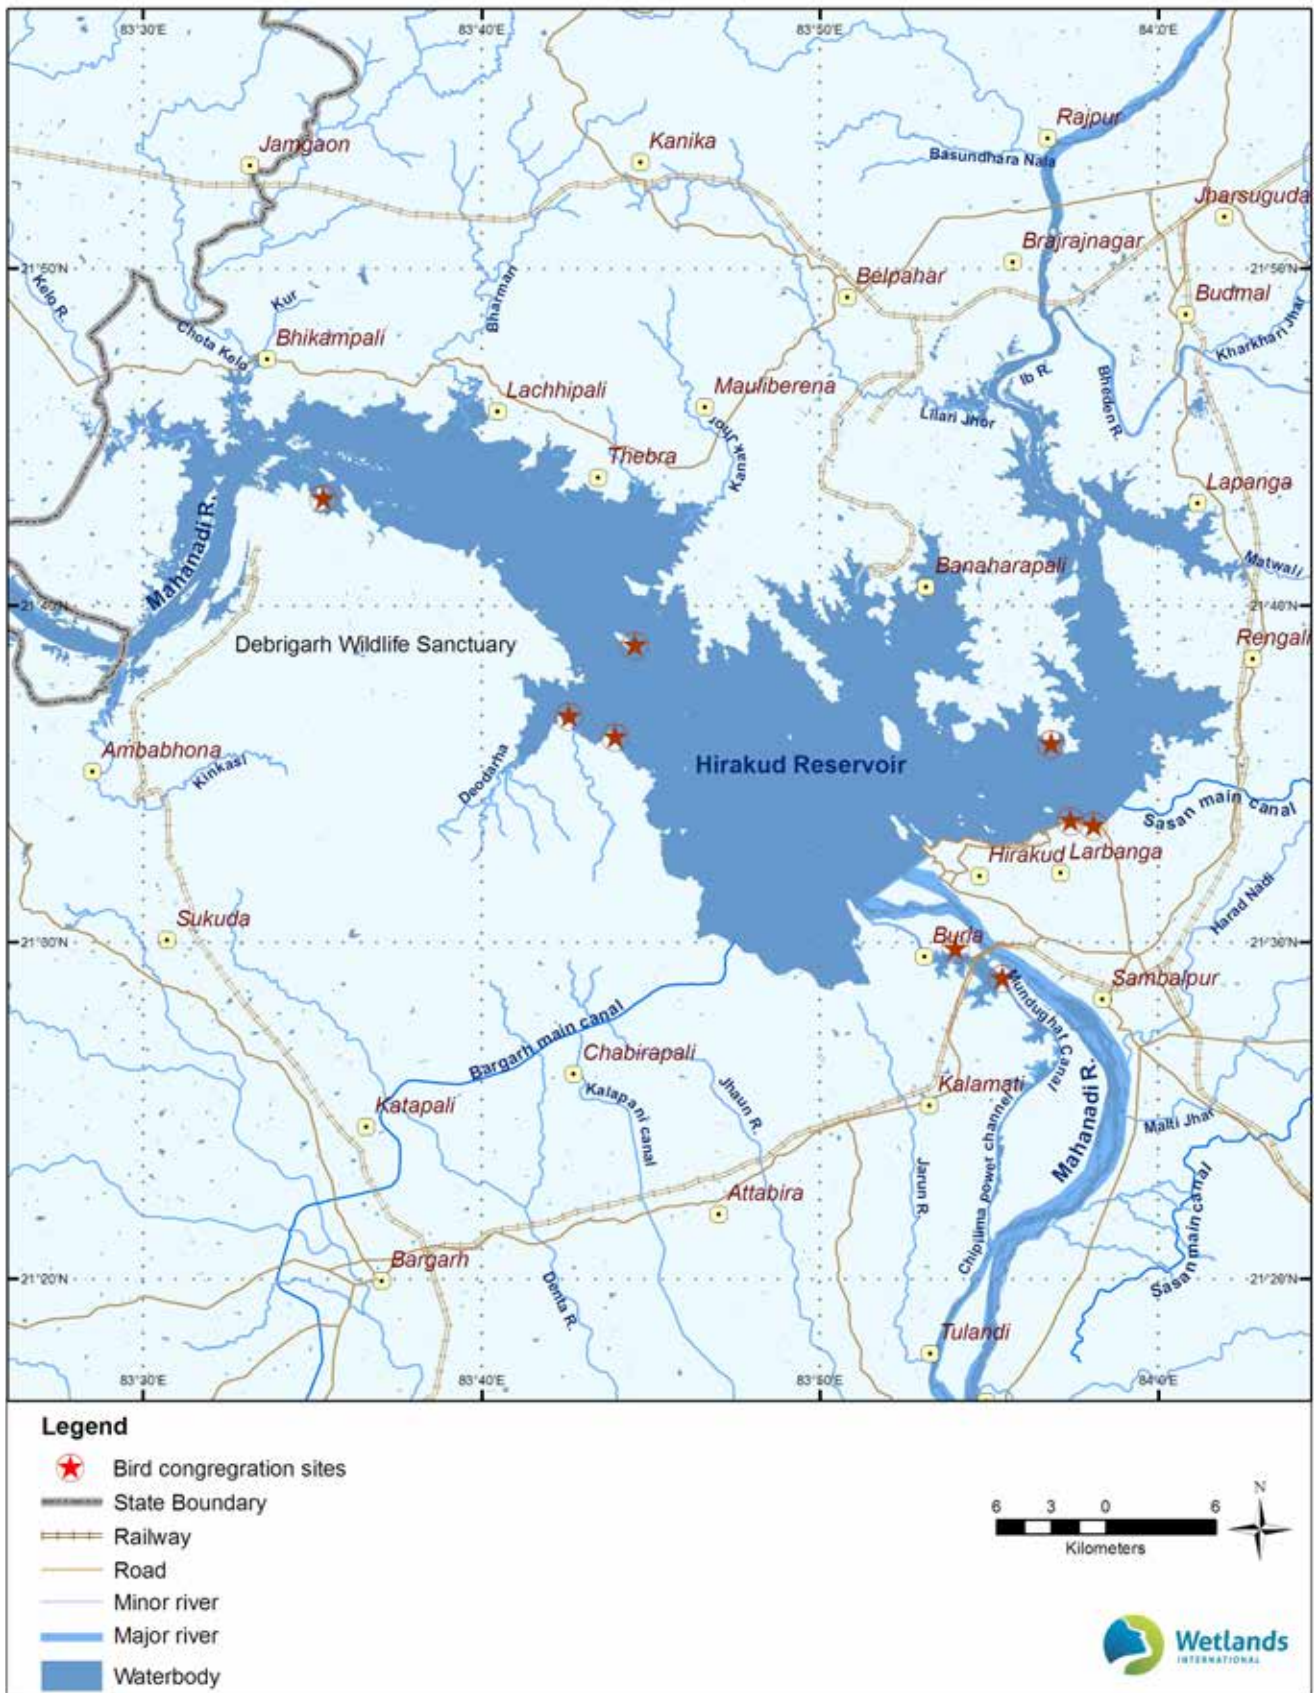 83°30'E
83°40'E
83°50'E
84°0'E
Rajpur
Jamgaon
Kanika
Basundhara Nala
Jharsuguda
Brajrajnagar
21°50'N
21°50'N
Belpahar
Kelo R.
Kur
Bharmari
Budmal
Kharkhari Jhar
Chota Kelo
Bhikampali
Ib R.
Bheden R.
Lachhipali
Mauliberena
Lilari Jhor
Kanak Jhor
Thebra
Lapanga
Mahanadi R.
Banaharapali
Matwali
21°40'N
21°40'N
Debrigarh Wildlife Sanctuary
Rengali
Ambabhona
Kinkasi
Deodarha
Hirakud Reservoir
Sasan main canal
Hirakud
Larbanga
Harad Nadi
Sukuda
21°30'N
21°30'N
Burla
Sambalpur
Mundughat Canal
Bargarh main canal
Chabirapali
Kalapani canal
Jhaun R.
Kalamati
Katapali
Mahanadi R.
Malti Jhar
Jarun R.
Chipilima power channel
Attabira
Sasan main canal
Bargarh
21°20'N
21°20'N
Denta R.
Tulandi
83°30'E
83°40'E
83°50'E
84°0'E
Legend
Bird congregration sites
State Boundary
Railway
Road
Minor river
Major river
Waterbody
6 3 0 6
Kilometers
N
Wetlands
INTERNATIONAL